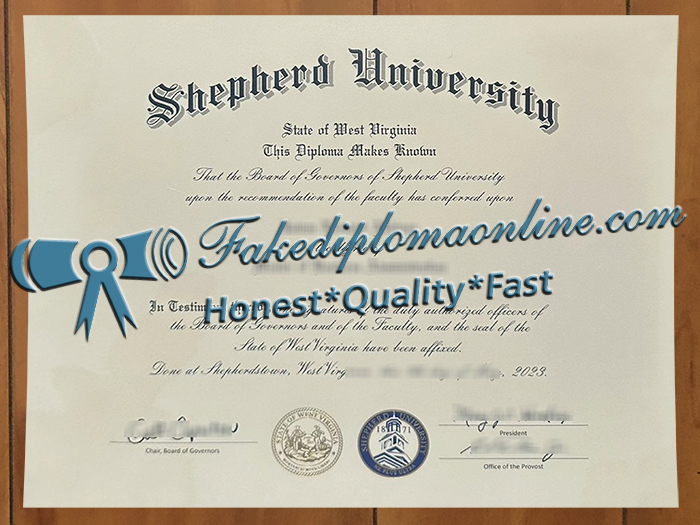 Shepherd University
State of West Virginia
This Diploma Makes Known
That the Board of Governors of Shepherd University
upon the recommendation of the faculty has conferred upon
Fakediplomaonline.com
Honest*Quality*Fast
In Testimony of the duly authorized officers of
the Board of Governors and of the Faculty, and the seal of the
State of West Virginia have been affixed.
Done at Shepherdstown, West Virg , 2023.
Chair, Board of Governors
STATE OF WEST VIRGINIA
SHEPHERD UNIVERSITY
1871
President
Office of the Provost